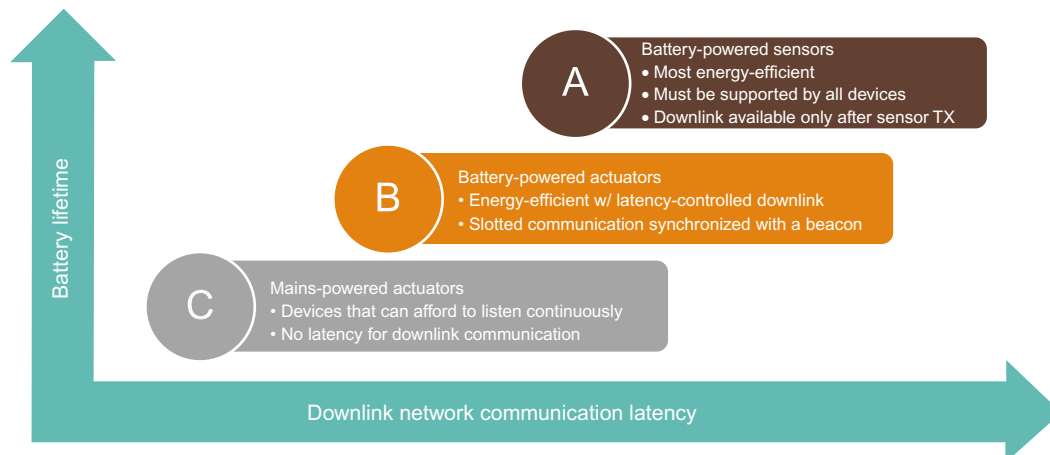 Battery lifetime
A
Battery-powered sensors
• Most energy-efficient
• Must be supported by all devices
• Downlink available only after sensor TX
B
Battery-powered actuators
• Energy-efficient w/ latency-controlled downlink
• Slotted communication synchronized with a beacon
C
Mains-powered actuators
• Devices that can afford to listen continuously
• No latency for downlink communication
Downlink network communication latency